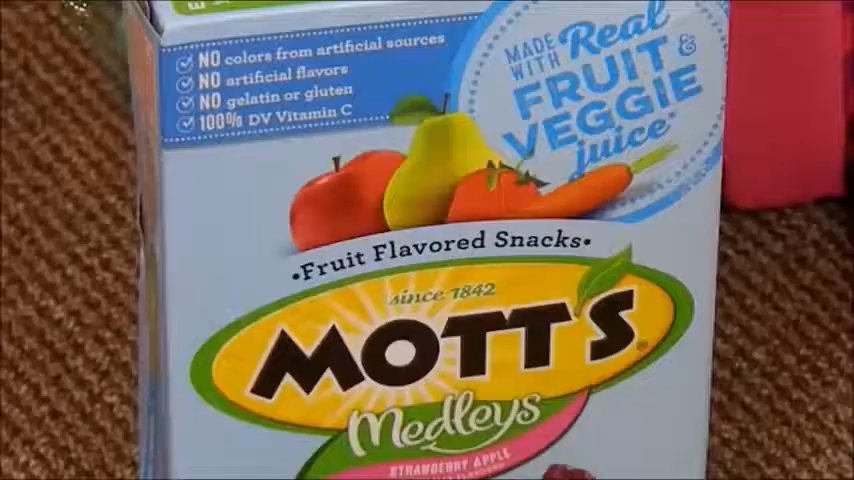 NO colors from artificial sources
NO artificial flavors
NO gelatin or gluten
100% DV Vitamin C
MADE WITH Real
FRUIT &
VEGGIE
juice*
•Fruit Flavored Snacks•
since 1842
MOTT'S®
Medleys
STRAWBERRY APPLE